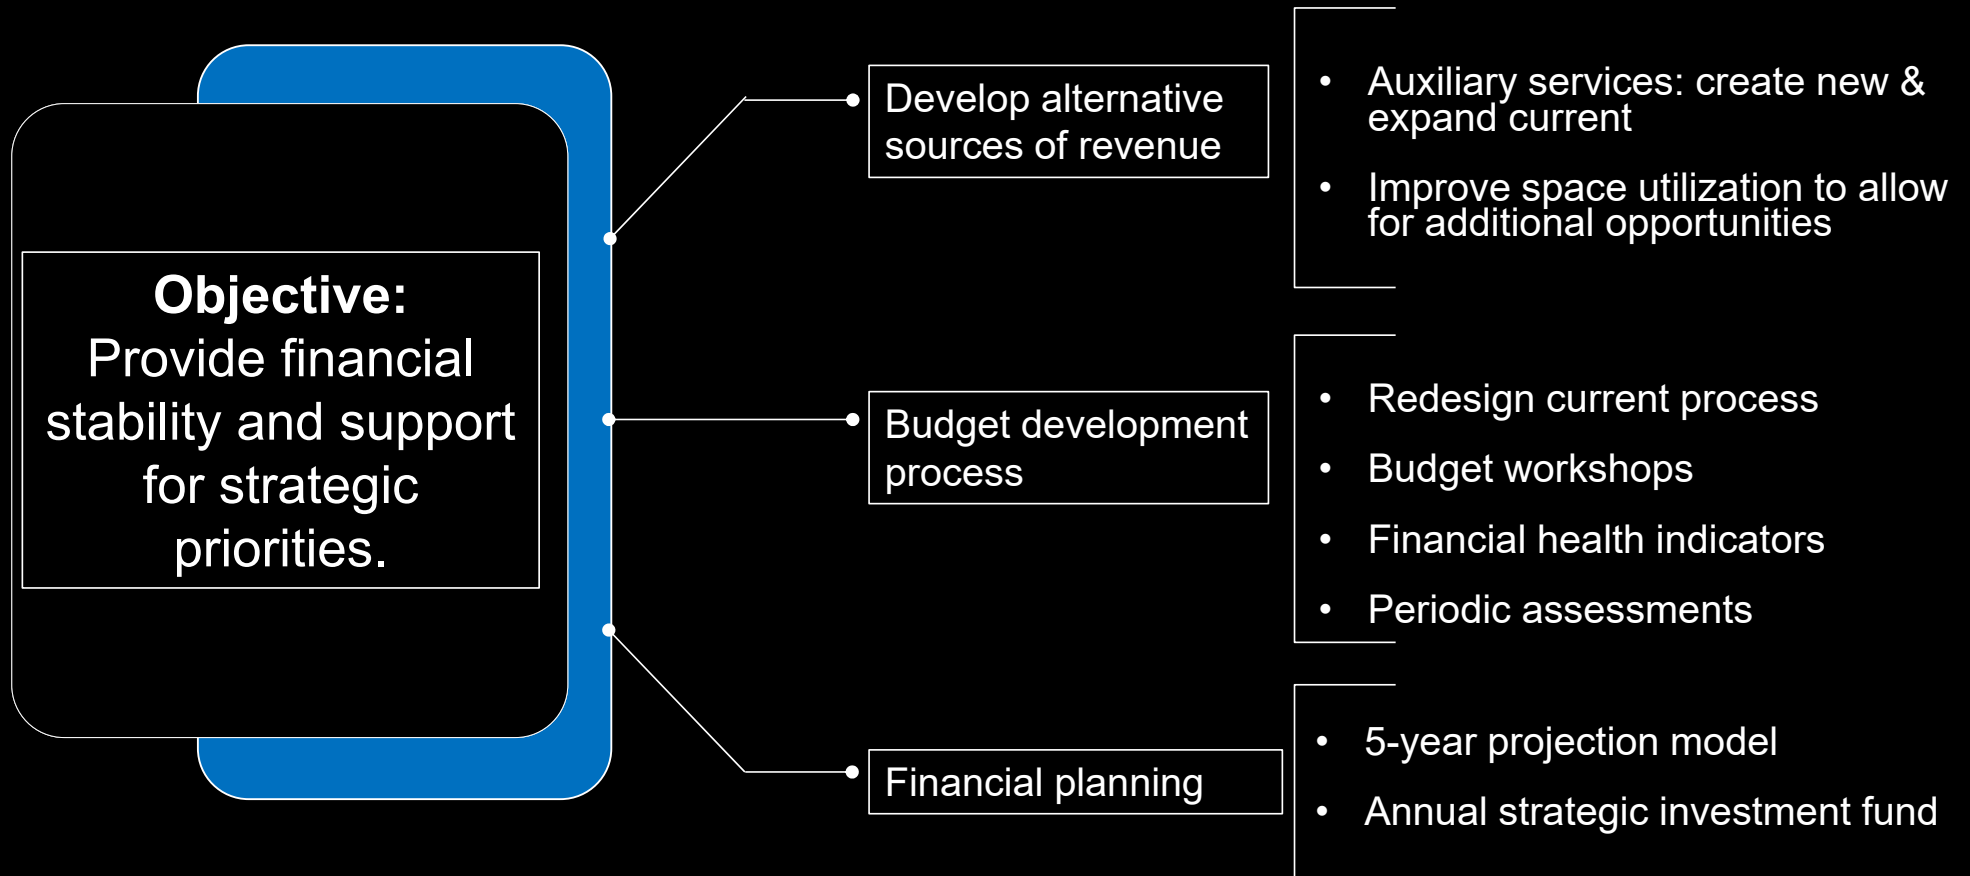 Objective:
Provide financial
stability and support
for strategic
priorities.
Develop alternative
sources of revenue
• Auxiliary services: create new &
expand current
• Improve space utilization to allow
for additional opportunities
Budget development
process
• Redesign current process
• Budget workshops
• Financial health indicators
• Periodic assessments
Financial planning
• 5-year projection model
• Annual strategic investment fund